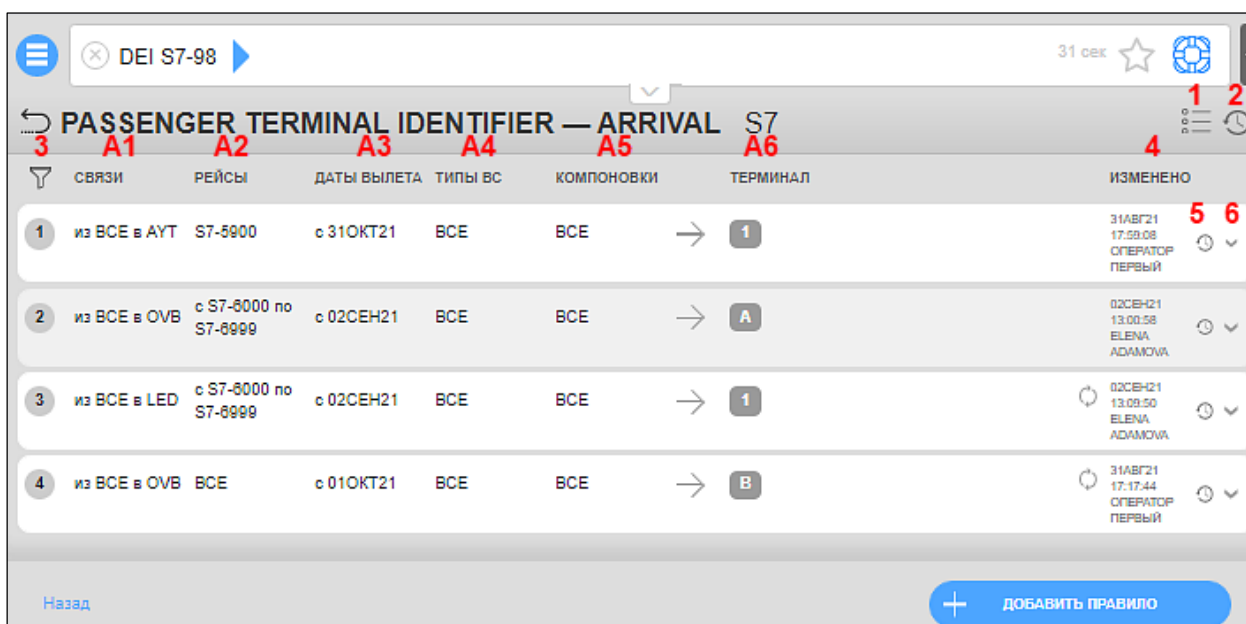 DEI S7-98
31 сек
1 2
PASSENGER TERMINAL IDENTIFIER — ARRIVAL S7
3 A1 A2 A3 A4 A5 A6 4
СВЯЗИ РЕЙСЫ ДАТЫ ВЫЛЕТА ТИПЫ ВС КОМПОНОВКИ ТЕРМИНАЛ ИЗМЕНЕНО
5 6
1 из ВСЕ в AYT S7-5900 с 31ОКТ21 ВСЕ ВСЕ 1
31АВГ21
17:59:08
ОПЕРАТОР
ПЕРВЫЙ
2 из ВСЕ в OVB с S7-6000 по
S7-6999
с 02СЕН21 ВСЕ ВСЕ A
02СЕН21
13:00:58
ELENA
ADAMOVA
3 из ВСЕ в LED с S7-6000 по
S7-6999
с 02СЕН21 ВСЕ ВСЕ 1
02СЕН21
13:09:50
ELENA
ADAMOVA
4 из ВСЕ в OVB ВСЕ с 01ОКТ21 ВСЕ ВСЕ B
31АВГ21
17:17:44
ОПЕРАТОР
ПЕРВЫЙ
Назад
ДОБАВИТЬ ПРАВИЛО